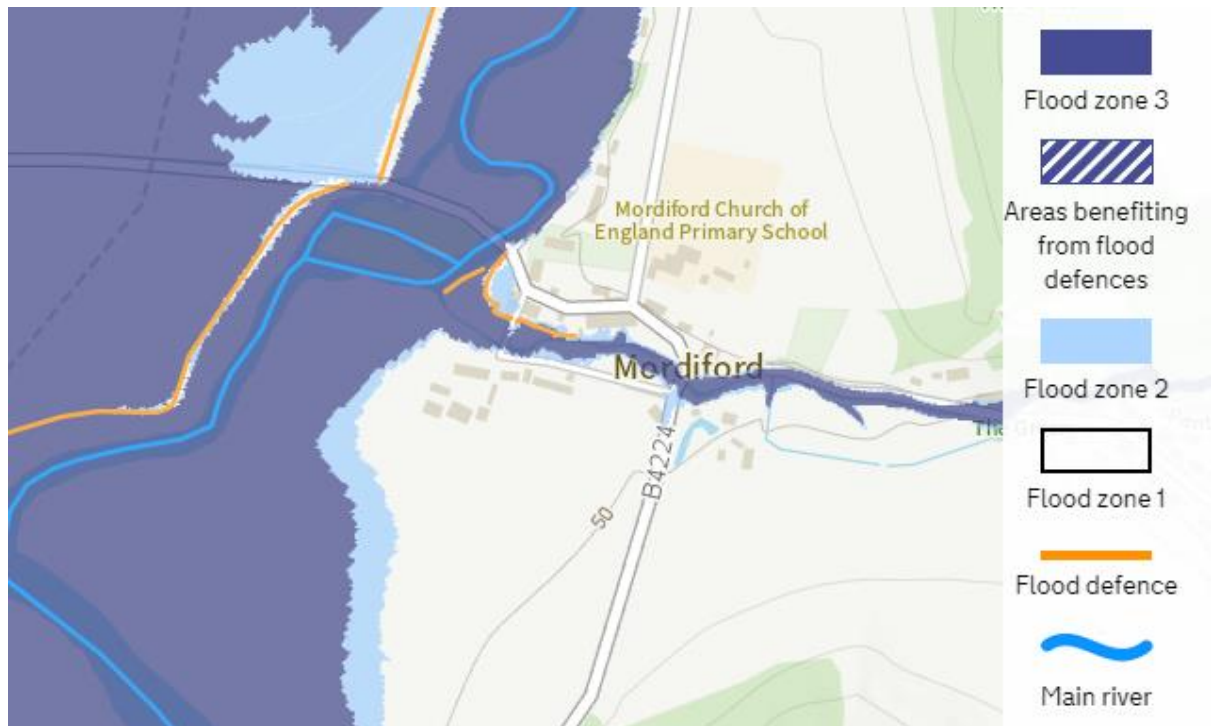 Mordiford Church of
England Primary School
Mordiford
B4224
50
Flood zone 3
Areas benefiting
from flood
defences
Flood zone 2
Flood zone 1
Flood defence
Main river